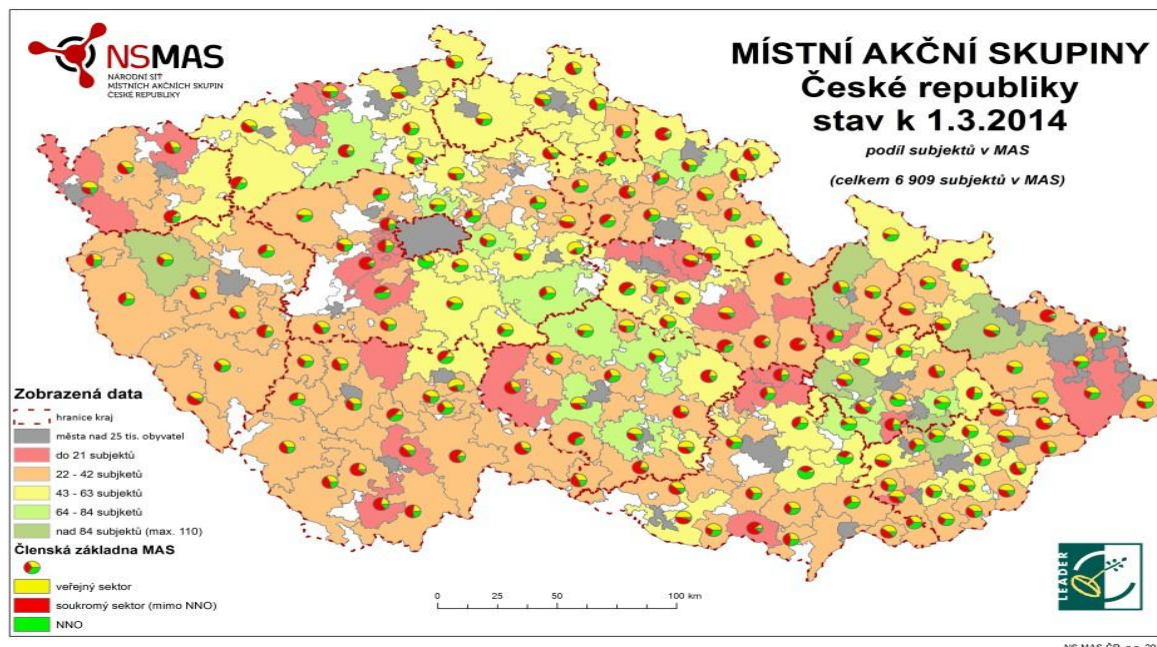 NSMAS
NÁRODNÍ SÍŤ
MÍSTNÍCH AKČNÍCH SKUPIN
ČESKÉ REPUBLIKY
MÍSTNÍ AKČNÍ SKUPINY
České republiky
stav k 1.3.2014
podíl subjektů v MAS
(celkem 6 909 subjektů v MAS)
Zobrazená data
hranice kraj
města nad 25 tis. obyvatel
do 21 subjektů
22 - 42 subjketů
43 - 63 subjektů
64 - 84 subjketů
nad 84 subjektů (max. 110)
Členská základna MAS
veřejný sektor
soukromý sektor (mimo NNO)
NNO
0 25 50 100 km
LEADER